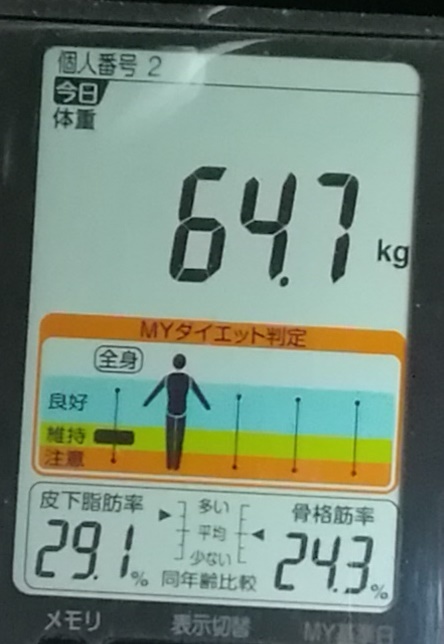 個人番号 2
今日
体重
64.7 kg
MYダイエット判定
全身
良好
維持
注意
皮下脂肪率
29.1%
多い
平均
少ない
同年齢比較
骨格筋率
24.3%
メモリ
表示切替